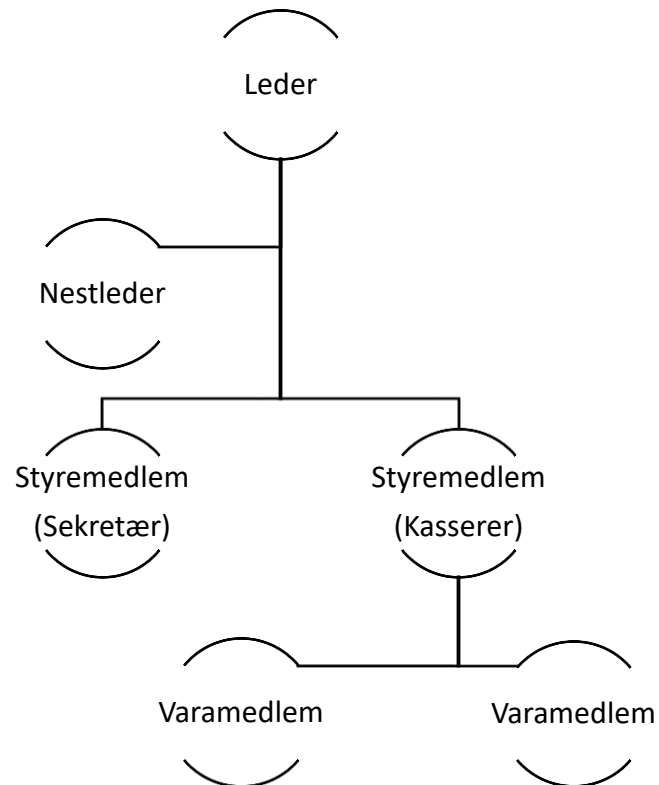 Leder
Nestleder
Styremedlem
(Sekretær)
Styremedlem
(Kasserer)
Varamedlem
Varamedlem